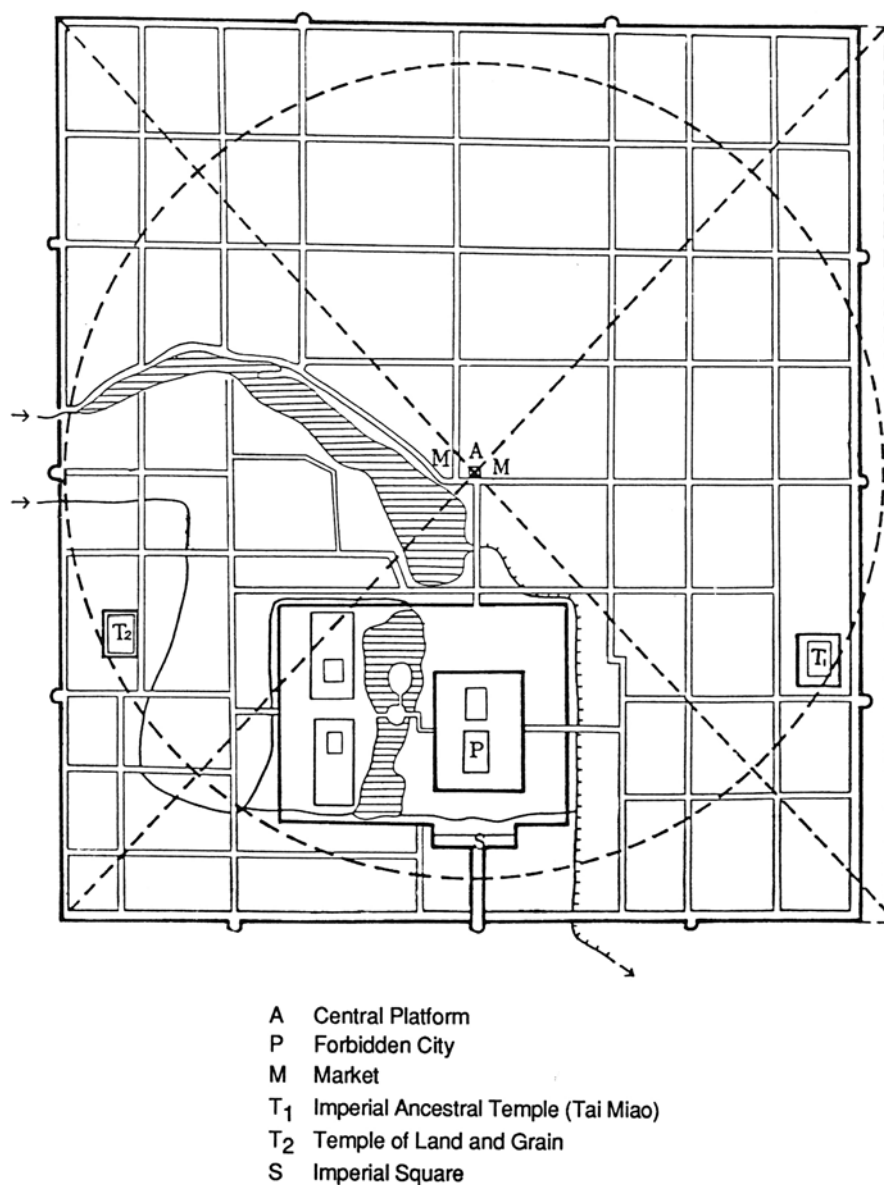 M A M
T2
T1
P
S
A Central Platform
P Forbidden City
M Market
T1 Imperial Ancestral Temple (Tai Miao)
T2 Temple of Land and Grain
S Imperial Square